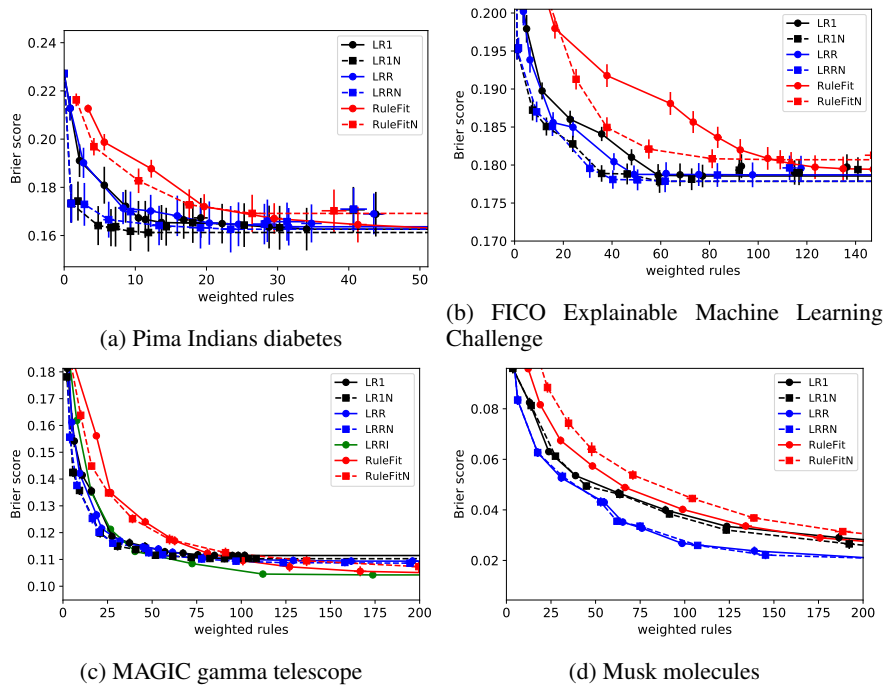 0.24
0.22
0.20
0.18
0.16
Brier score
0 10 20 30 40 50
weighted rules
LR1
LR1N
LRR
LRRN
RuleFit
RuleFitN
(a) Pima Indians diabetes
0.200
0.195
0.190
0.185
0.180
0.175
0.170
Brier score
0 20 40 60 80 100 120 140
weighted rules
LR1
LR1N
LRR
LRRN
RuleFit
RuleFitN
(b) FICO Explainable Machine Learning
Challenge
0.18
0.17
0.16
0.15
0.14
0.13
0.12
0.11
0.10
Brier score
0 25 50 75 100 125 150 175 200
weighted rules
LR1
LR1N
LRR
LRRN
LRRI
RuleFit
RuleFitN
(c) MAGIC gamma telescope
0.08
0.06
0.04
0.02
Brier score
0 25 50 75 100 125 150 175 200
weighted rules
LR1
LR1N
LRR
LRRN
RuleFit
RuleFitN
(d) Musk molecules